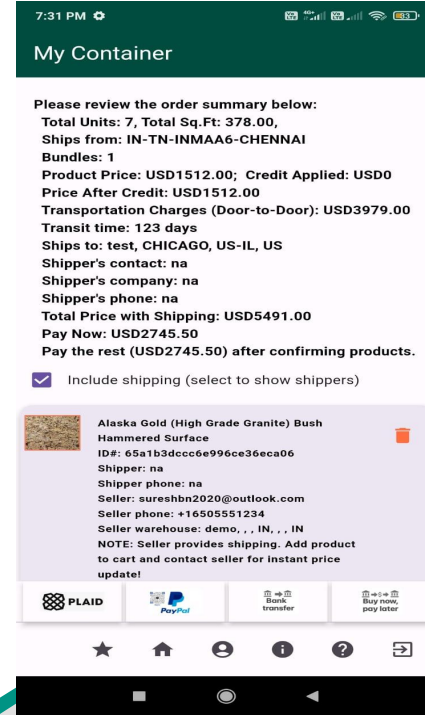 7:31 PM
4G+
83
My Container
Please review the order summary below:
Total Units: 7, Total Sq.Ft: 378.00,
Ships from: IN-TN-INMAA6-CHENNAI
Bundles: 1
Product Price: USD1512.00; Credit Applied: USD0
Price After Credit: USD1512.00
Transportation Charges (Door-to-Door): USD3979.00
Transit time: 123 days
Ships to: test, CHICAGO, US-IL, US
Shipper's contact: na
Shipper's company: na
Shipper's phone: na
Total Price with Shipping: USD5491.00
Pay Now: USD2745.50
Pay the rest (USD2745.50) after confirming products.
Include shipping (select to show shippers)
Alaska Gold (High Grade Granite) Bush
Hammered Surface
ID#: 65a1b3dccc6e996ce36eca06
Shipper: na
Shipper phone: na
Seller: sureshbn2020@outlook.com
Seller phone: +16505551234
Seller warehouse: demo, , , IN, , , IN
NOTE: Seller provides shipping. Add product
to cart and contact seller for instant price
update!
PLAID
PayPal
Bank
transfer
Buy now,
pay later